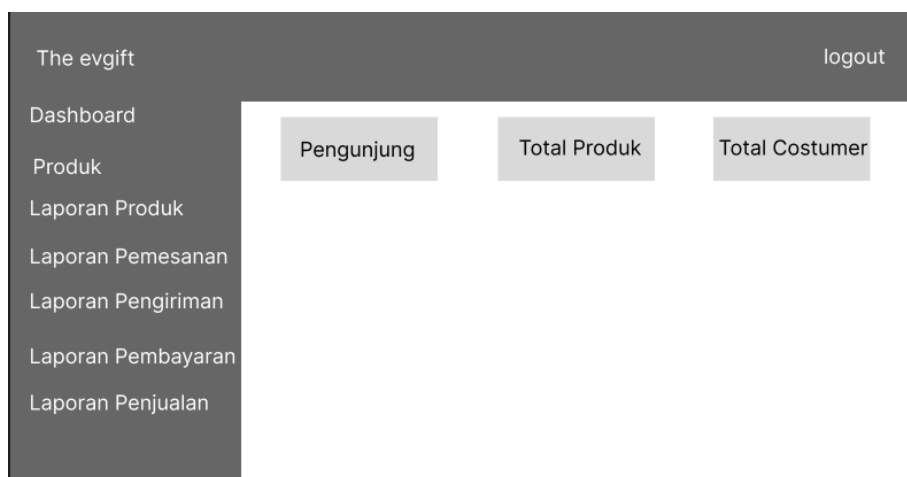 The evgift
logout
Dashboard
Produk
Laporan Produk
Laporan Pemesanan
Laporan Pengiriman
Laporan Pembayaran
Laporan Penjualan
Pengunjung
Total Produk
Total Costumer